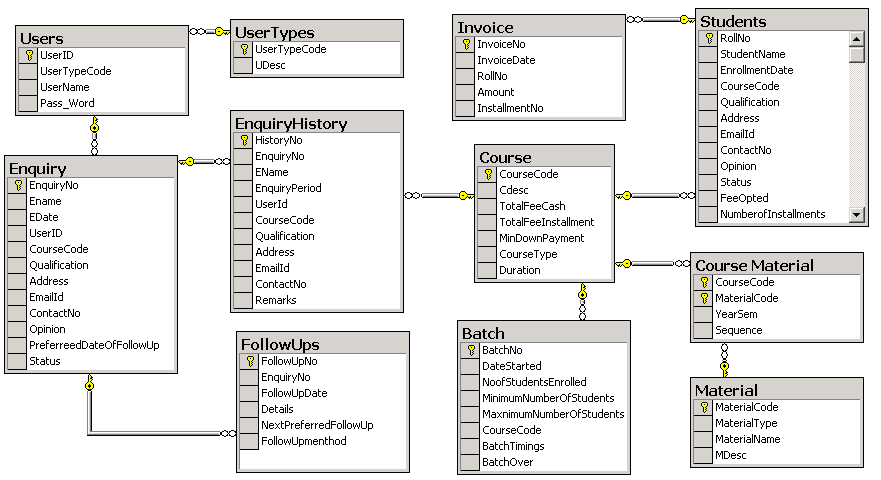 Users
UserID
UserTypeCode
UserName
Pass_Word
UserTypes
UserTypeCode
UDesc
Invoice
InvoiceNo
InvoiceDate
RollNo
Amount
InstallmentNo
Students
RollNo
StudentName
EnrollmentDate
CourseCode
Qualification
Address
EmailId
ContactNo
Opinion
Status
FeeOpted
NumberofInstallments
EnquiryHistory
HistoryNo
EnquiryNo
EName
EnquiryPeriod
UserId
CourseCode
Qualification
Address
EmailId
ContactNo
Remarks
Enquiry
EnquiryNo
Ename
EDate
UserID
CourseCode
Qualification
Address
EmailId
ContactNo
Opinion
PreferreedDateOfFollowUp
Status
Course
CourseCode
Cdesc
TotalFeeCash
TotalFeeInstallment
MinDownPayment
CourseType
Duration
Course Material
CourseCode
MaterialCode
YearSem
Sequence
FollowUps
FollowUpNo
EnquiryNo
FollowUpDate
Details
NextPreferredFollowUp
FollowUpmenthod
Batch
BatchNo
DateStarted
NoofStudentsEnrolled
MinimumNumberOfStudents
MaxnimumNumberOfStudents
CourseCode
BatchTimings
BatchOver
Material
MaterialCode
MaterialType
MaterialName
MDesc